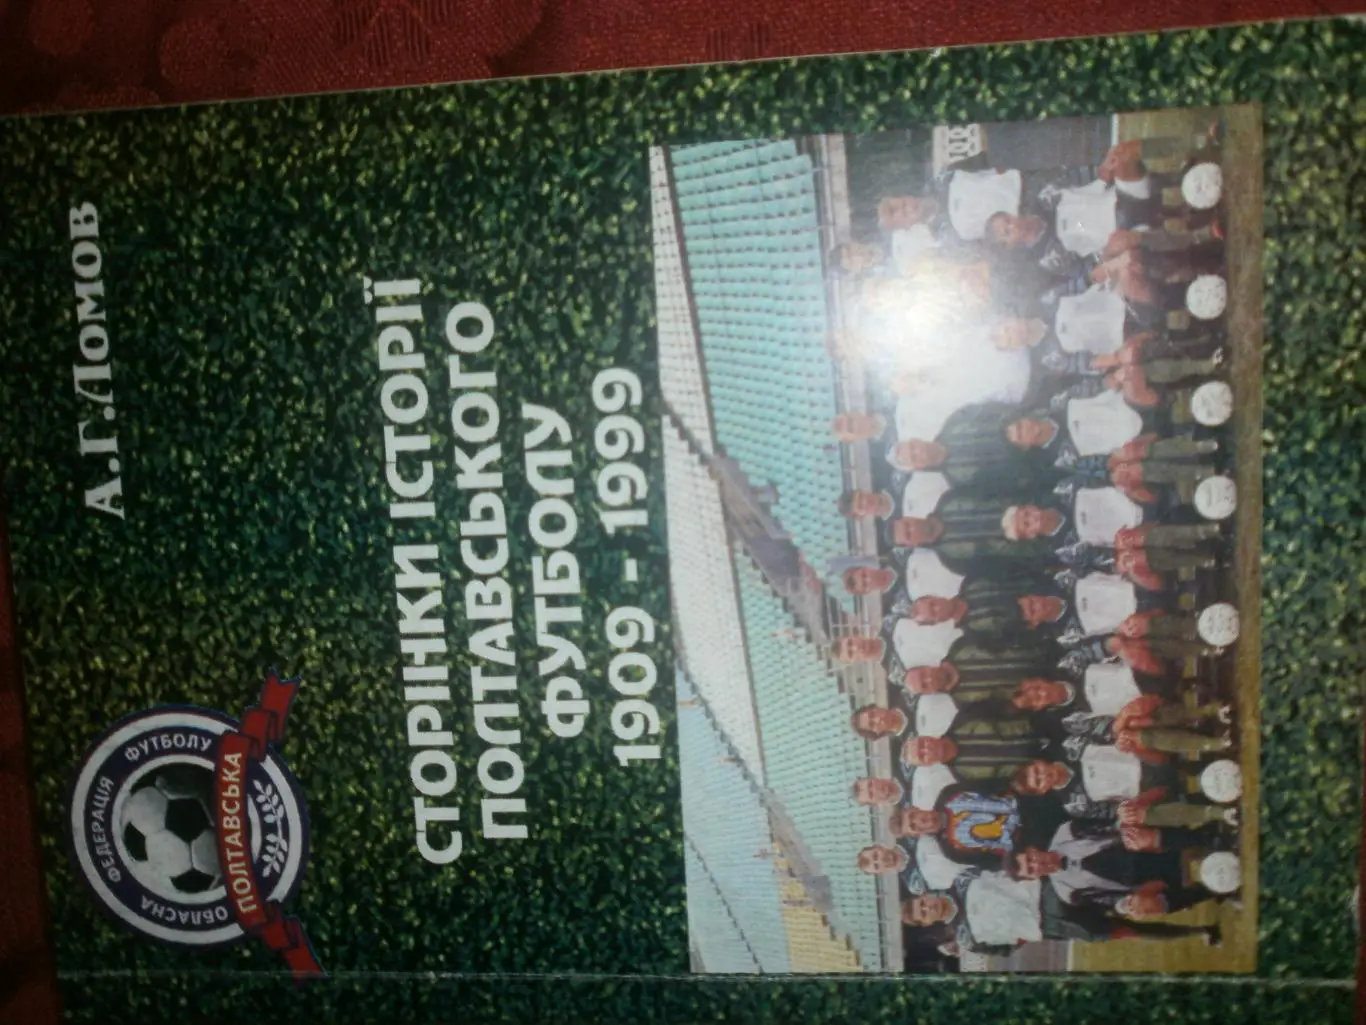 А.Г.Ломов
ФЕДЕРАЦІЯ ФУТБОЛУ
ПОЛТАВСЬКА
ОБЛАСНА
СТОРІНКИ ІСТОРІЇ
ПОЛТАВСЬКОГО
ФУТБОЛУ
1909 - 1999